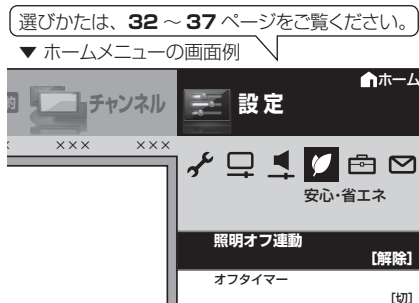 選びかたは、32～37ページをご覧ください。
▼ ホームメニューの画面例
ホーム
チャンネル
設定
××× ×××
安心・省エネ
照明オフ連動
[解除]
オフタイマー
[切]